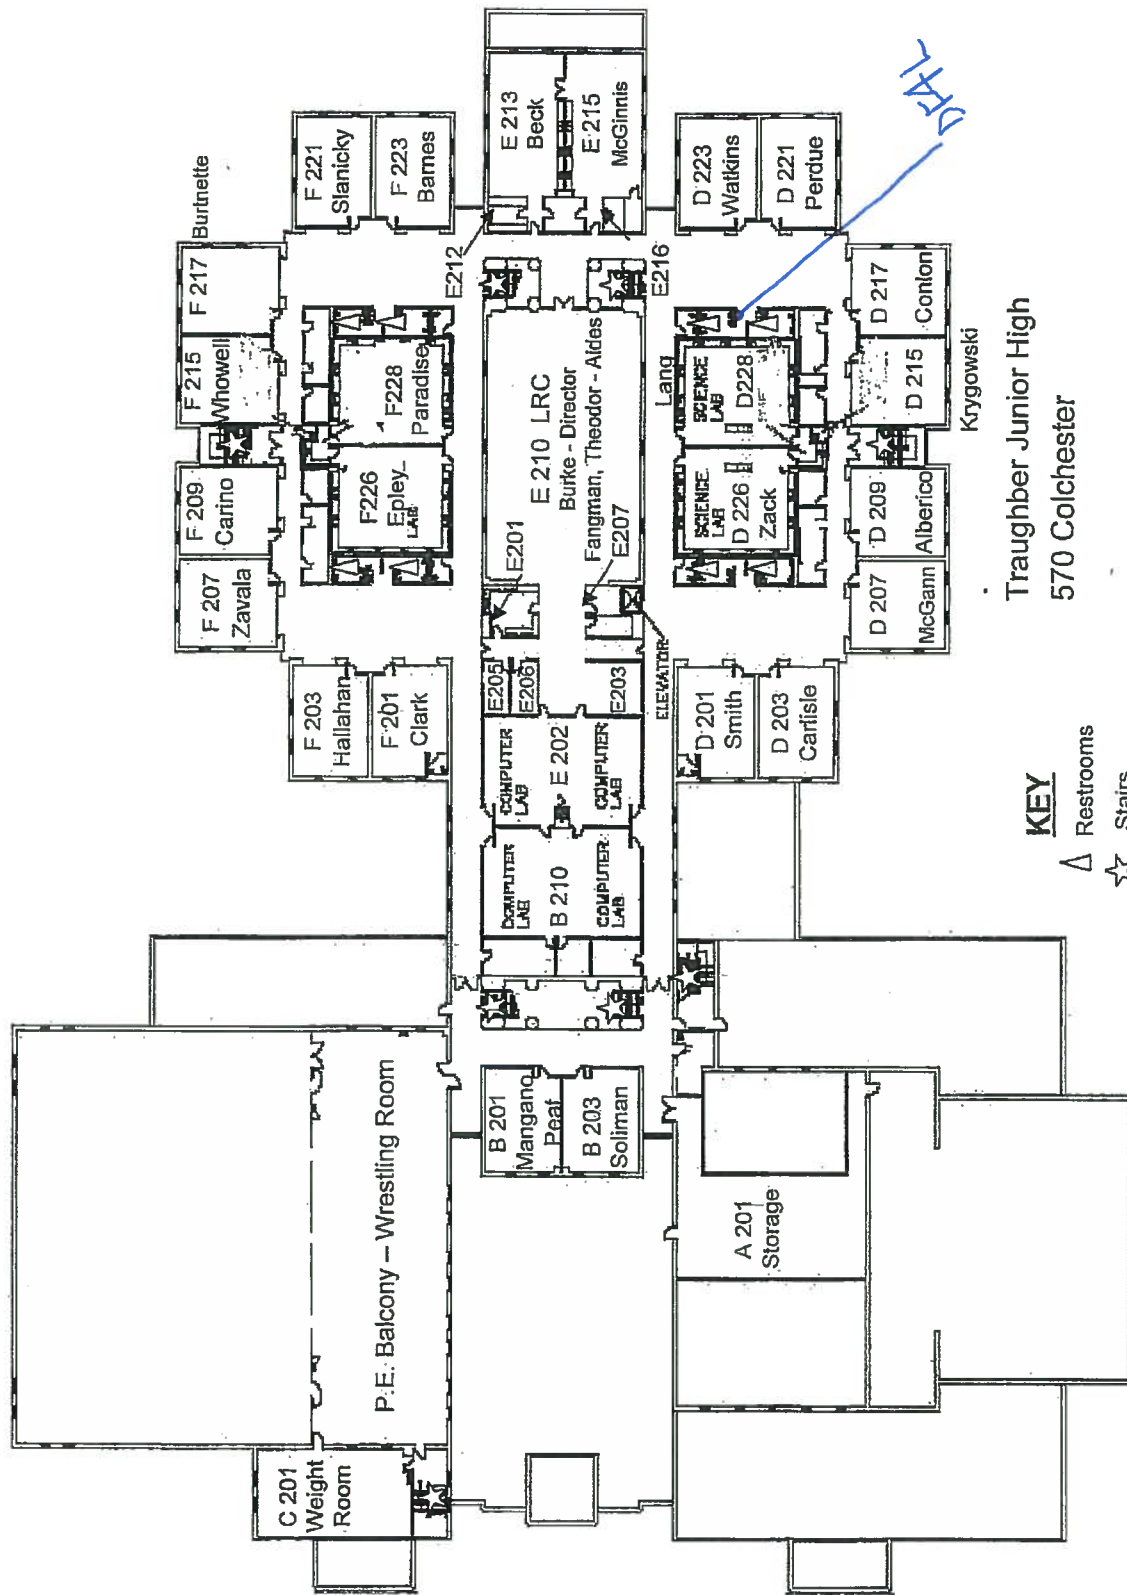 Burtnette
F 217
F 215
Whowell
F 209
Carino
F 207
Zavala
F 221
Slanicky
F 223
Barnes
F 203
Hallahan
F 201
Clark
F228
Paradise
F226
Epley
LAB
E212
E 213
Beck
E 215
McGinnis
E216
E 210 LRC
Burke - Director
Fangman, Theodor - Aides
E201
E207
E205
E206
E203
ELEVATOR
COMPUTER
LAB
E 202
COMPUTER
LAB
COMPUTER
LAB
B 210
COMPUTER
LAB
B 201
Mangano
Peaf
B 203
Soliman
P.E. Balcony – Wrestling Room
C 201
Weight
Room
A 201
Storage
Lang
SCIENCE
LAB
D228
SCIENCE
LAB
D 226
Zack
D 223
Watkins
D 221
Perdue
D 217
Conlon
D 215
Krygowski
D 209
Alberico
D 207
McGann
D 201
Smith
D 203
Carlisle
Traughber Junior High
570 Colchester
KEY
Restrooms
Stairs